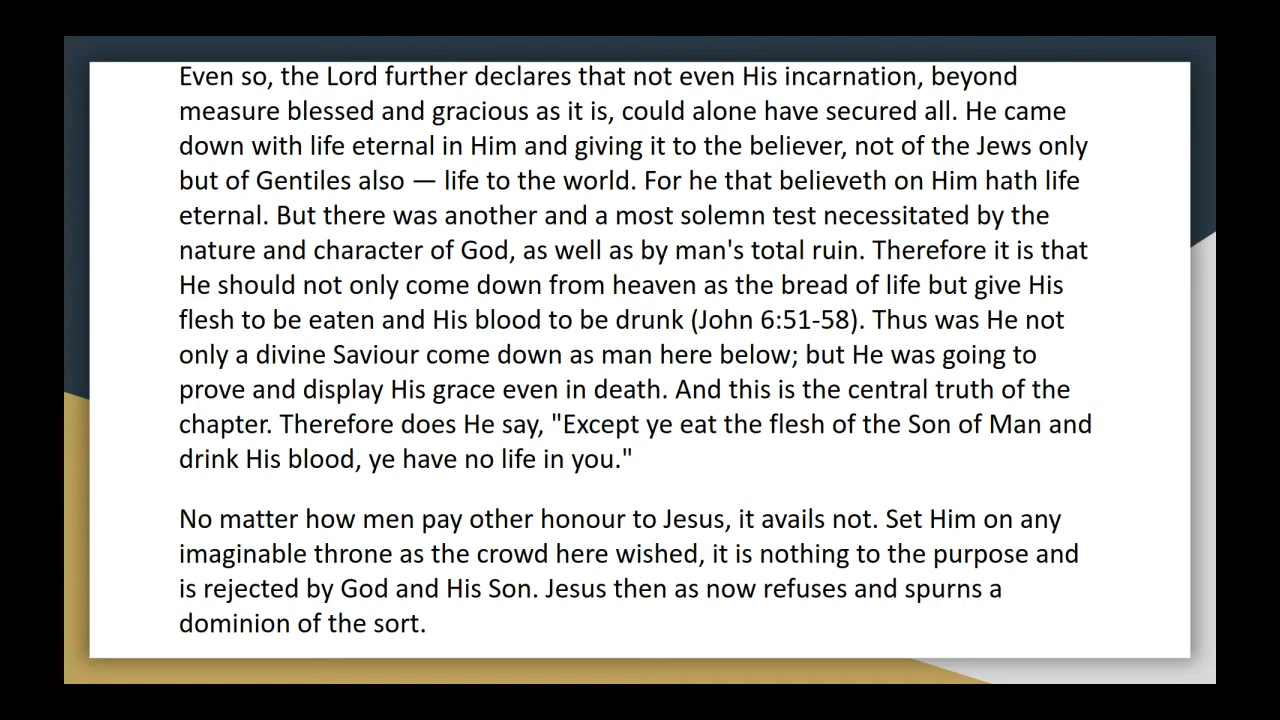 Even so, the Lord further declares that not even His incarnation, beyond
measure blessed and gracious as it is, could alone have secured all. He came
down with life eternal in Him and giving it to the believer, not of the Jews only
but of Gentiles also — life to the world. For he that believeth on Him hath life
eternal. But there was another and a most solemn test necessitated by the
nature and character of God, as well as by man's total ruin. Therefore it is that
He should not only come down from heaven as the bread of life but give His
flesh to be eaten and His blood to be drunk (John 6:51-58). Thus was He not
only a divine Saviour come down as man here below; but He was going to
prove and display His grace even in death. And this is the central truth of the
chapter. Therefore does He say, "Except ye eat the flesh of the Son of Man and
drink His blood, ye have no life in you."
No matter how men pay other honour to Jesus, it avails not. Set Him on any
imaginable throne as the crowd here wished, it is nothing to the purpose and
is rejected by God and His Son. Jesus then as now refuses and spurns a
dominion of the sort.